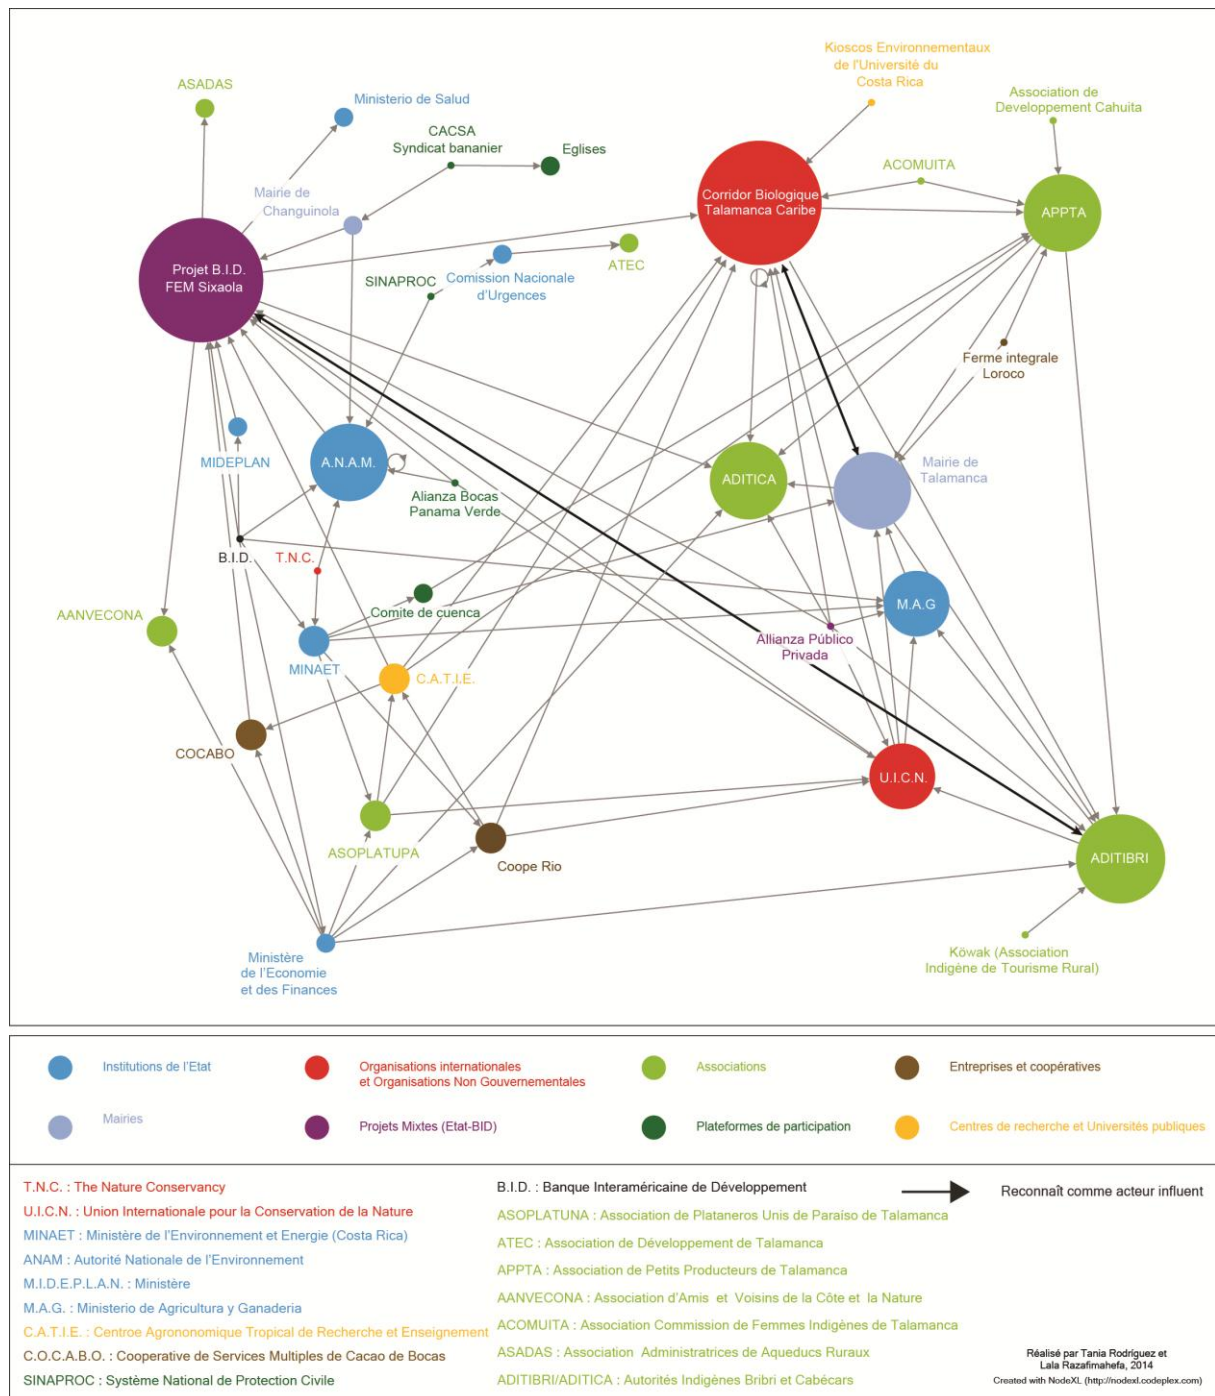 Kioscos Environnementaux
de l'Université du
Costa Rica
ASADAS
Ministerio de Salud
Association de
Developpement Cahuita
CACSA
Syndicat bananier
Eglises
ACOMUITA
Mairie de
Changuinola
Corridor Biologique
Talamanca Caribe
APPTA
Projet B.I.D.
FEM Sixaola
ATEC
SINAPROC
Comission Nacionale
d'Urgences
Ferme integrale
Loroco
MIDEPLAN
A.N.A.M.
ADITICA
Mairie de
Talamanca
Alianza Bocas
Panama Verde
B.I.D.
T.N.C.
AANVECONA
Comite de cuenca
M.A.G
Allianza Público
Privada
MINAET
C.A.T.I.E.
COCABO
U.I.C.N.
ASOPLATUPA
Coope Rio
ADITIBRI
Ministère
de l'Economie
et des Finances
Köwak (Association
Indigène de Tourisme Rural)
Institutions de l'Etat
Organisations internationales
et Organisations Non Gouvernementales
Associations
Entreprises et coopératives
Mairies
Projets Mixtes (Etat-BID)
Plateformes de participation
Centres de recherche et Universités publiques
T.N.C. : The Nature Conservancy
U.I.C.N. : Union Internationale pour la Conservation de la Nature
MINAET : Ministère de l'Environment et Energie (Costa Rica)
ANAM : Autorité Nationale de l'Environment
M.I.D.E.P.L.A.N. : Ministère
M.A.G. : Ministerio de Agricultura y Ganaderia
C.A.T.I.E. : Centroe Agrononomique Tropical de Recherche et Enseignement
C.O.C.A.B.O. : Cooperative de Services Multiples de Cacao de Bocas
SINAPROC : Système National de Protection Civile
B.I.D. : Banque Interaméricaine de Développement
Reconnaît comme acteur influent
ASOPLATUNA : Association de Plataneros Unis de Paraíso de Talamanca
ATEC : Association de Développement de Talamanca
APPTA : Association de Petits Producteurs de Talamanca
AANVECONA : Association d'Amis et Voisins de la Côte et la Nature
ACOMUITA : Association Commission de Femmes Indigènes de Talamanca
ASADAS : Association Administratrices de Aqueducs Ruraux
ADITIBRI/ADITICA : Autorités Indigènes Bribri et Cabécars
Réalisé par Tania Rodríguez et
Lala Razafimahefa, 2014
Created with NodeXL (http://nodexl.codeplex.com)